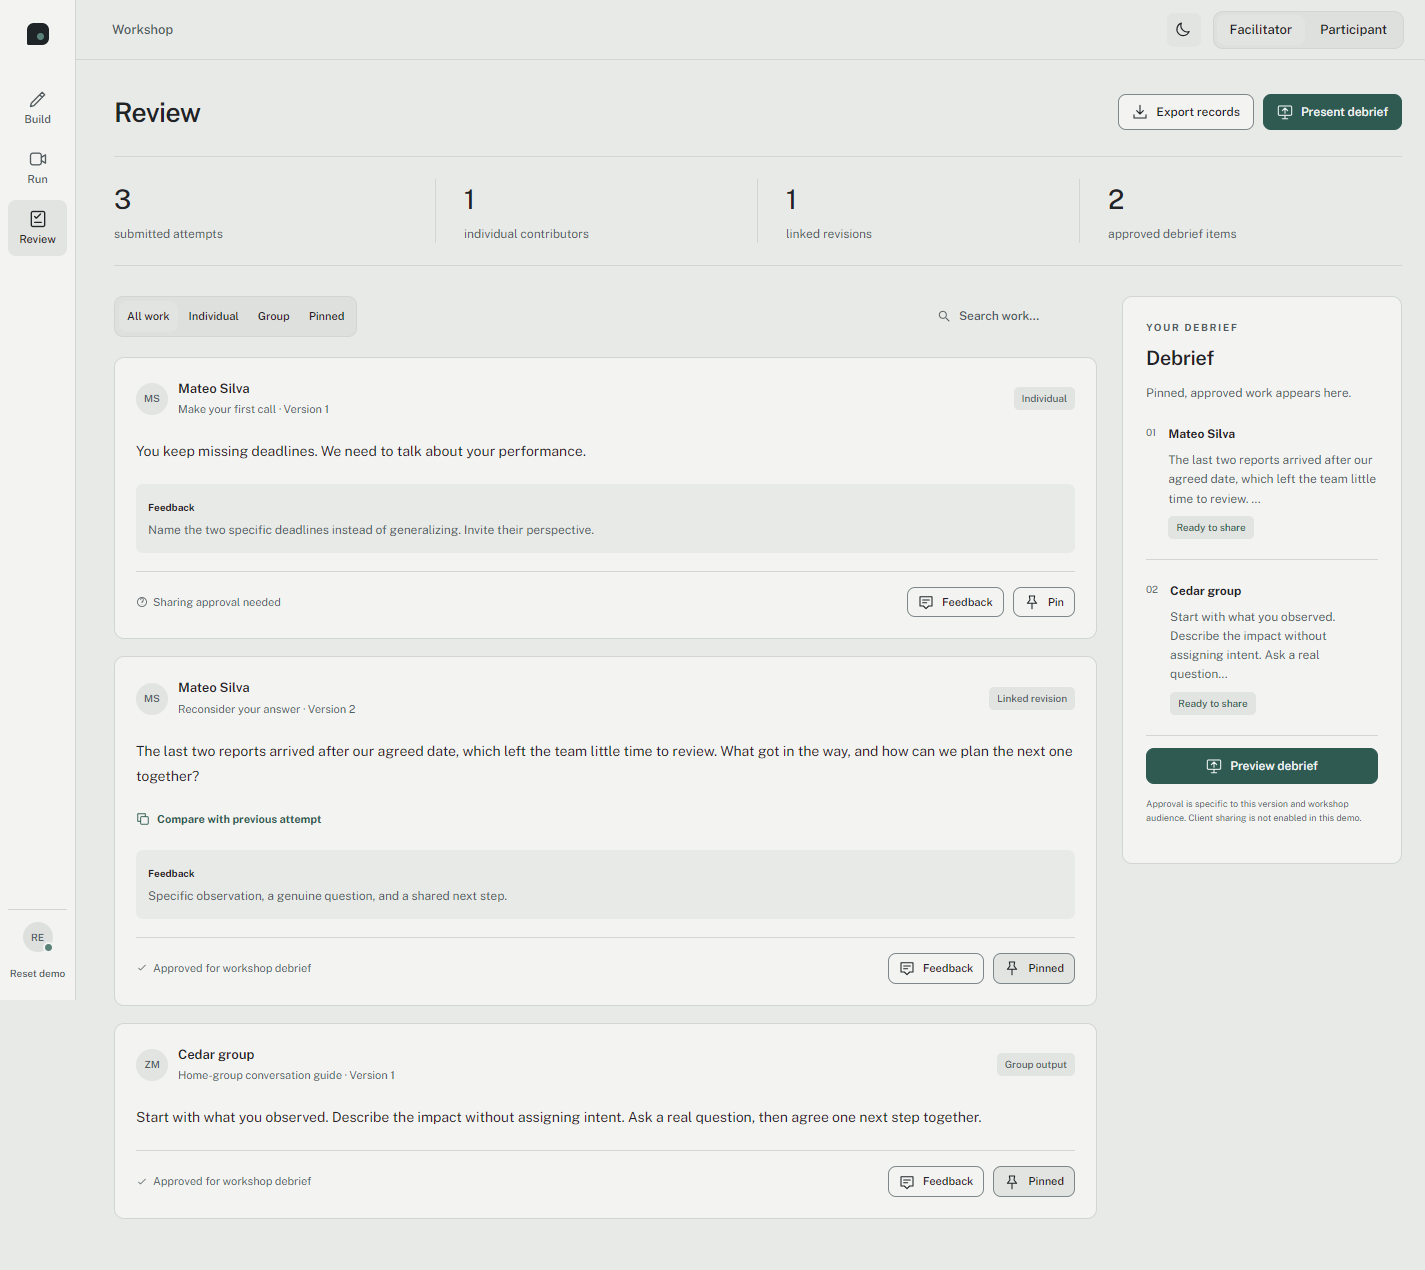 Workshop
Facilitator
Participant
Build
Run
Review
Review
Export records
Present debrief
3
submitted attempts
1
individual contributors
1
linked revisions
2
approved debrief items
All work
Individual
Group
Pinned
Search work...
MS
Mateo Silva
Make your first call · Version 1
Individual
You keep missing deadlines. We need to talk about your performance.
Feedback
Name the two specific deadlines instead of generalizing. Invite their perspective.
Sharing approval needed
Feedback
Pin
MS
Mateo Silva
Reconsider your answer · Version 2
Linked revision
The last two reports arrived after our agreed date, which left the team little time to review. What got in the way, and how can we plan the next one
together?
Compare with previous attempt
Feedback
Specific observation, a genuine question, and a shared next step.
Approved for workshop debrief
Feedback
Pinned
ZM
Cedar group
Home-group conversation guide · Version 1
Group output
Start with what you observed. Describe the impact without assigning intent. Ask a real question, then agree one next step together.
Approved for workshop debrief
Feedback
Pinned
YOUR DEBRIEF
Debrief
Pinned, approved work appears here.
01
Mateo Silva
The last two reports arrived after our
agreed date, which left the team little
time to review. ...
Ready to share
02
Cedar group
Start with what you observed.
Describe the impact without
assigning intent. Ask a real
question...
Ready to share
Preview debrief
Approval is specific to this version and workshop
audience. Client sharing is not enabled in this demo.
RE
Reset demo